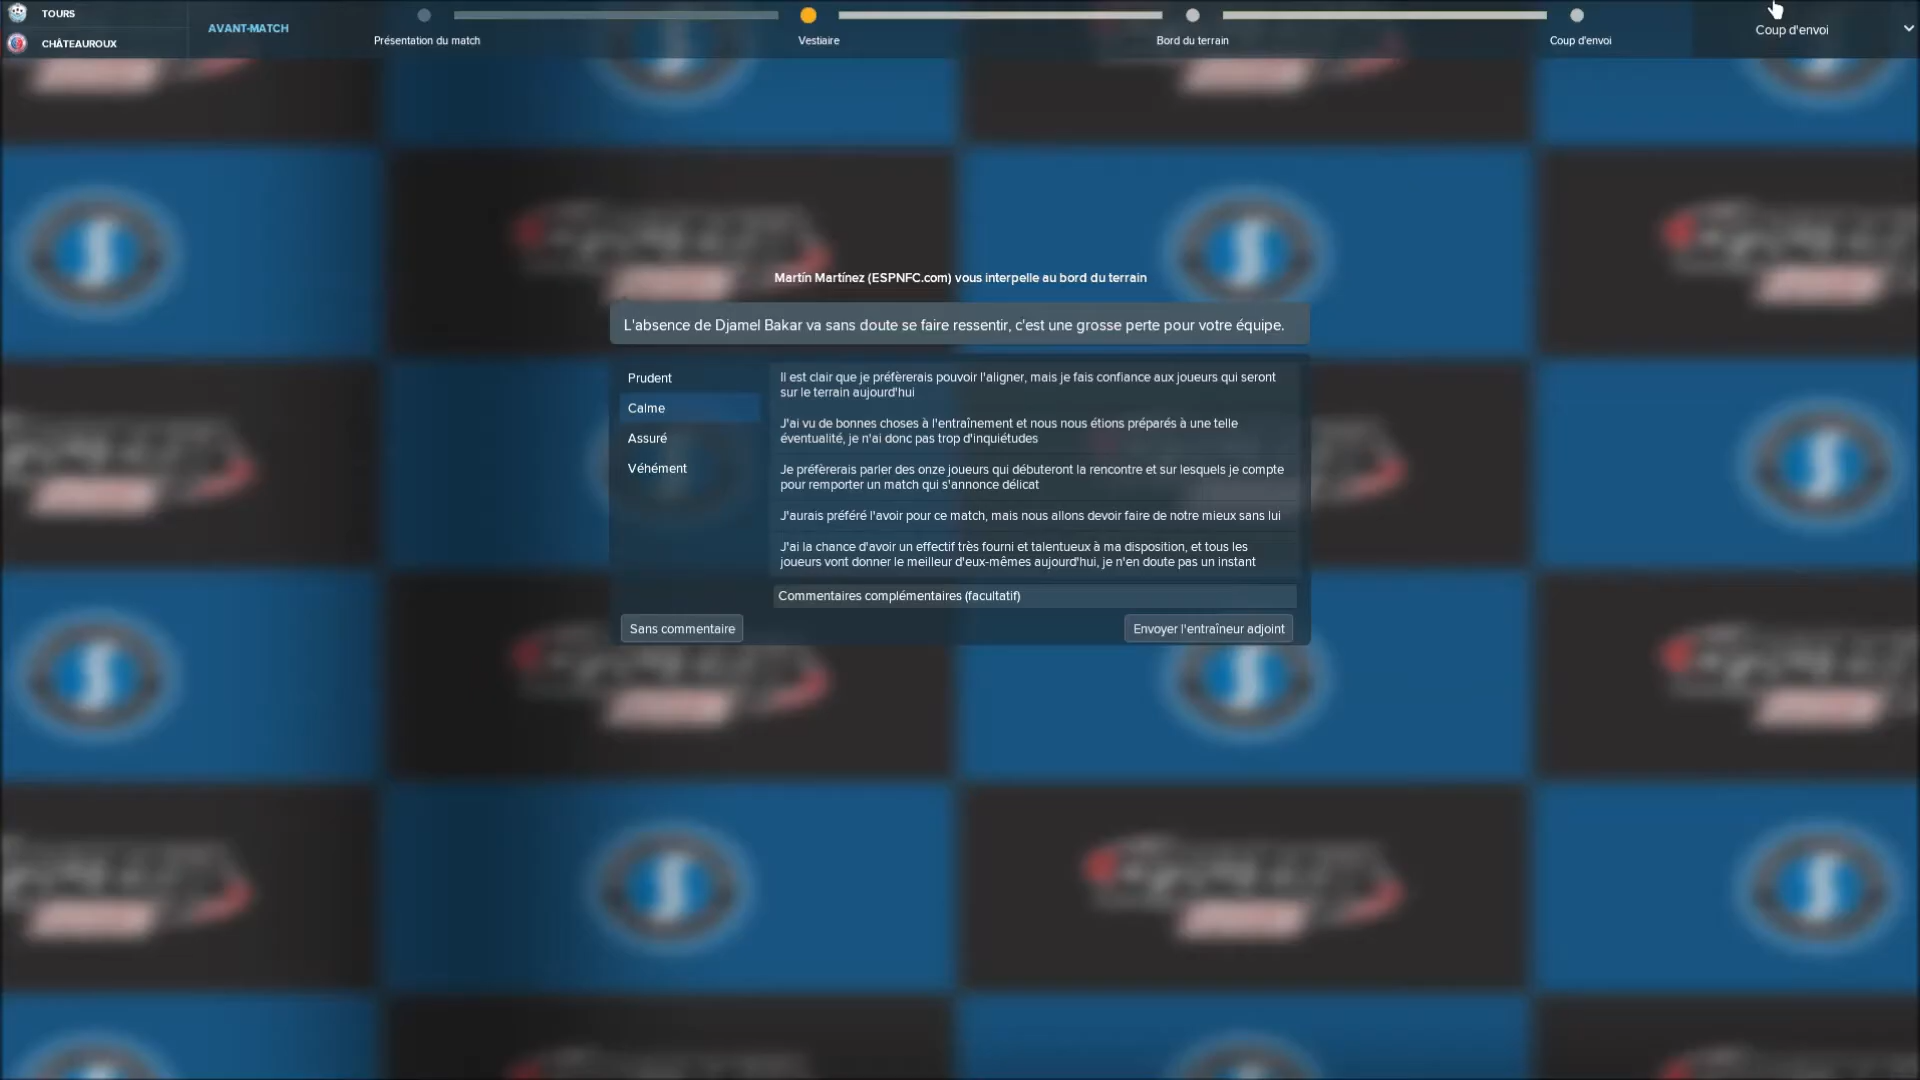 TOURS
CHÂTEAUROUX
AVANT-MATCH
Présentation du match
Vestiaire
Bord du terrain
Coup d'envoi
Coup d'envoi
Martín Martínez (ESPNFC.com) vous interpelle au bord du terrain
L'absence de Djamel Bakar va sans doute se faire ressentir, c'est une grosse perte pour votre équipe.
Prudent
Calme
Assuré
Véhément
Il est clair que je préfèrerais pouvoir l'aligner, mais je fais confiance aux joueurs qui seront
sur le terrain aujourd'hui
J'ai vu de bonnes choses à l'entraînement et nous nous étions préparés à une telle
éventualité, je n'ai donc pas trop d'inquiétudes
Je préfèrerais parler des onze joueurs qui débuteront la rencontre et sur lesquels je compte
pour remporter un match qui s'annonce délicat
J'aurais préféré l'avoir pour ce match, mais nous allons devoir faire de notre mieux sans lui
J'ai la chance d'avoir un effectif très fourni et talentueux à ma disposition, et tous les
joueurs vont donner le meilleur d'eux-mêmes aujourd'hui, je n'en doute pas un instant
Commentaires complémentaires (facultatif)
Sans commentaire
Envoyer l'entraîneur adjoint